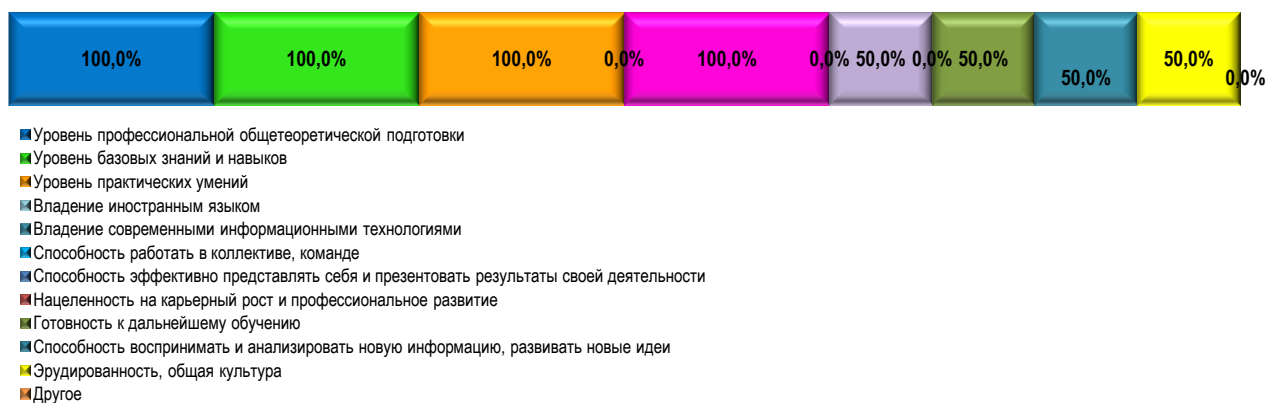 100,0% 100,0% 100,0% 0,0% 100,0% 0,0% 50,0% 0,0% 50,0% 50,0% 50,0% 0,0%
Уровень профессиональной общетеоретической подготовки
Уровень базовых знаний и навыков
Уровень практических умений
Владение иностранным языком
Владение современными информационными технологиями
Способность работать в коллективе, команде
Способность эффективно представлять себя и презентовать результаты своей деятельности
Нацеленность на карьерный рост и профессиональное развитие
Готовность к дальнейшему обучению
Способность воспринимать и анализировать новую информацию, развивать новые идеи
Эрудированность, общая культура
Другое